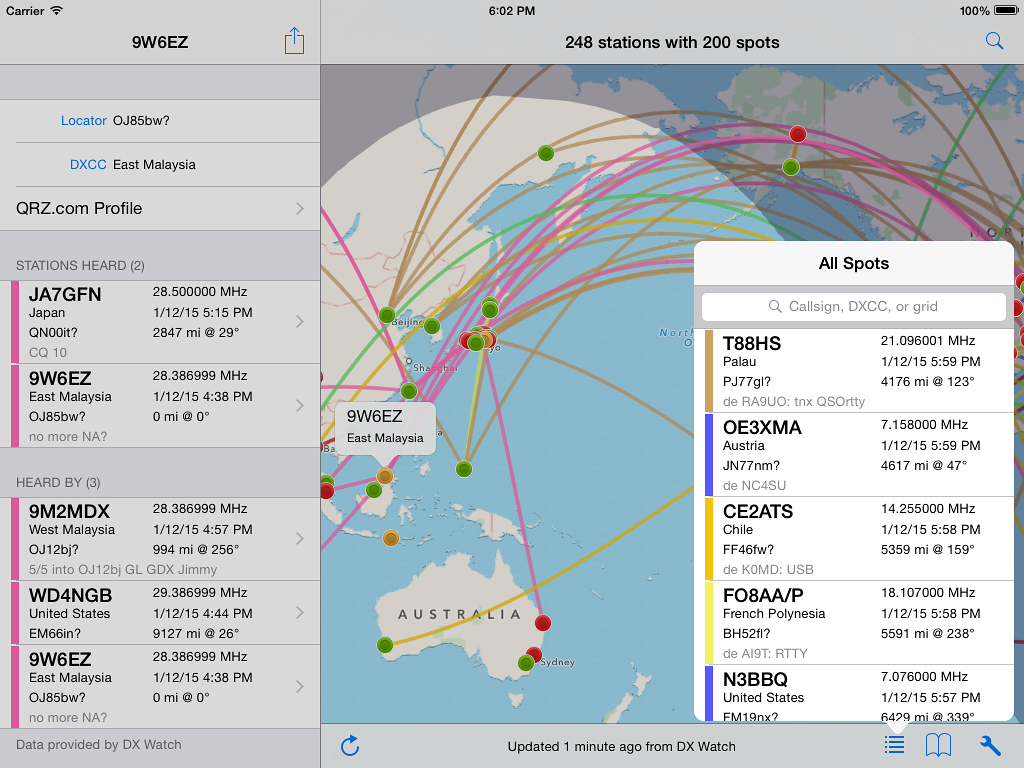 Carrier 6:02 PM 100%
9W6EZ
Locator OJ85bw?
DXCC East Malaysia
QRZ.com Profile
STATIONS HEARD (2)
JA7GFN 28.500000 MHz
Japan 1/12/15 5:15 PM
QN00it? 2847 mi @ 29°
CQ 10
9W6EZ 28.386999 MHz
East Malaysia 1/12/15 4:38 PM
OJ85bw? 0 mi @ 0°
no more NA?
HEARD BY (3)
9M2MDX 28.386999 MHz
West Malaysia 1/12/15 4:57 PM
OJ12bj? 994 mi @ 256°
5/5 into OJ12bj GL GDX Jimmy
WD4NGB 29.386999 MHz
United States 1/12/15 4:44 PM
EM66in? 9127 mi @ 26°
9W6EZ 28.386999 MHz
East Malaysia 1/12/15 4:38 PM
OJ85bw? 0 mi @ 0°
no more NA?
Data provided by DX Watch
248 stations with 200 spots
Beijing
Shanghai
9W6EZ
East Malaysia
AUSTRALIA
Sydney
North
All Spots
Callsign, DXCC, or grid
T88HS 21.096001 MHz
Palau 1/12/15 5:59 PM
PJ77gl? 4176 mi @ 123°
de RA9UO: tnx QSOrtty
OE3XMA 7.158000 MHz
Austria 1/12/15 5:59 PM
JN77nm? 4617 mi @ 47°
de NC4SU
CE2ATS 14.255000 MHz
Chile 1/12/15 5:58 PM
FF46fw? 5359 mi @ 159°
de K0MD: USB
FO8AA/P 18.107000 MHz
French Polynesia 1/12/15 5:58 PM
BH52fl? 5591 mi @ 238°
de AI9T: RTTY
N3BBQ 7.076000 MHz
United States 1/12/15 5:57 PM
FM19nx? 6429 mi @ 339°
Updated 1 minute ago from DX Watch